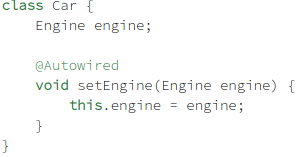 class Car {
    Engine engine;

    @Autowired
    void setEngine(Engine engine) {
        this.engine = engine;
    }
}